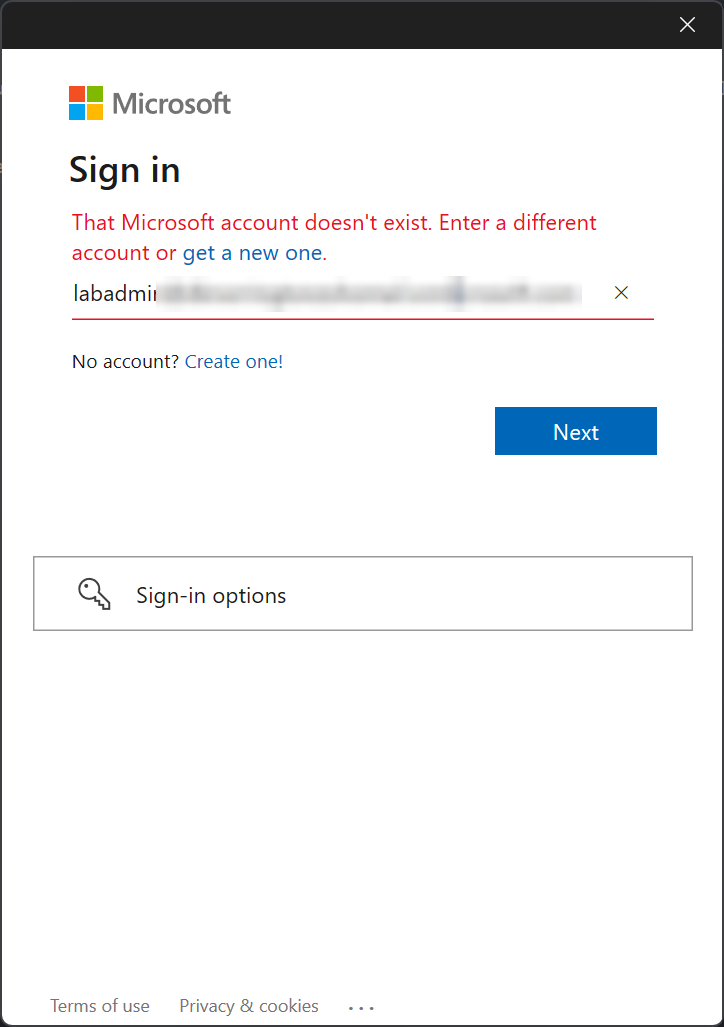 Microsoft
Sign in
That Microsoft account doesn't exist. Enter a different
account or get a new one.
No account? Create one!
Next
Sign-in options
Terms of use Privacy & cookies ...